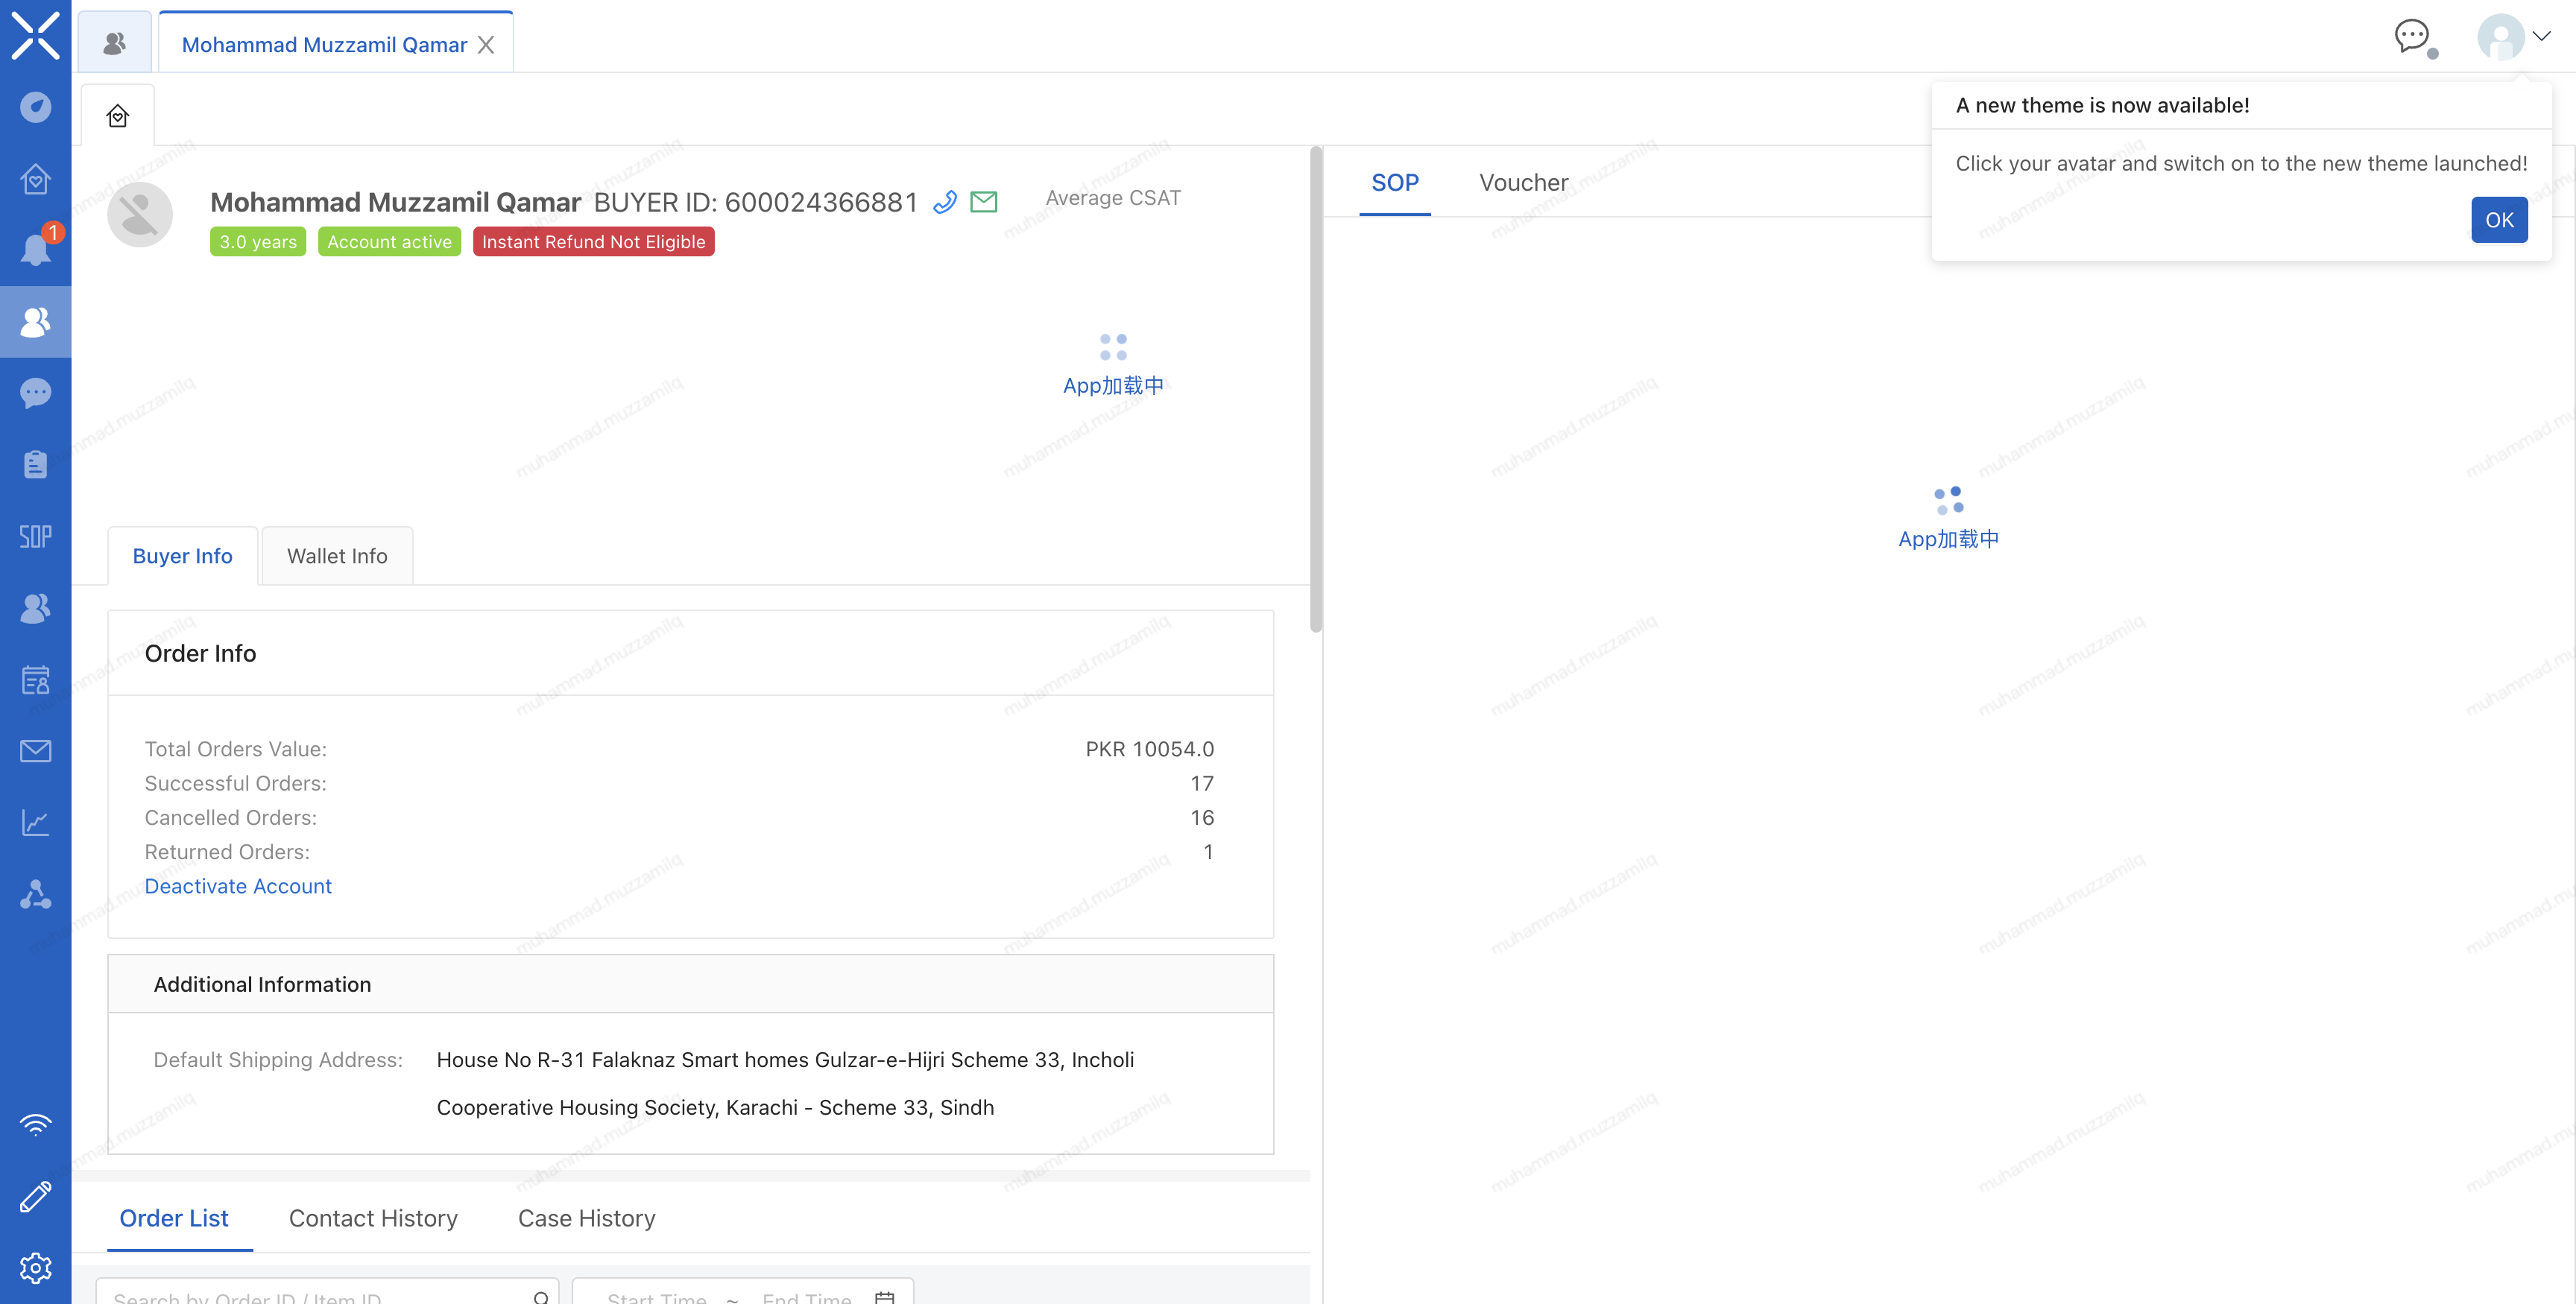 Mohammad Muzzamil Qamar
A new theme is now available!
Click your avatar and switch on to the new theme launched!
OK
1
SOP
Mohammad Muzzamil Qamar BUYER ID: 600024366881
Average CSAT
3.0 years Account active Instant Refund Not Eligible
App加载中
Buyer Info Wallet Info
Order Info
Total Orders Value: PKR 10054.0
Successful Orders: 17
Cancelled Orders: 16
Returned Orders: 1
Deactivate Account
Additional Information
Default Shipping Address: House No R-31 Falaknaz Smart homes Gulzar-e-Hijri Scheme 33, Incholi
Cooperative Housing Society, Karachi - Scheme 33, Sindh
Order List Contact History Case History
Search by Order ID / Item ID Start Time ~ End Time
SOP Voucher
App加载中
muhammad.muzzamilq